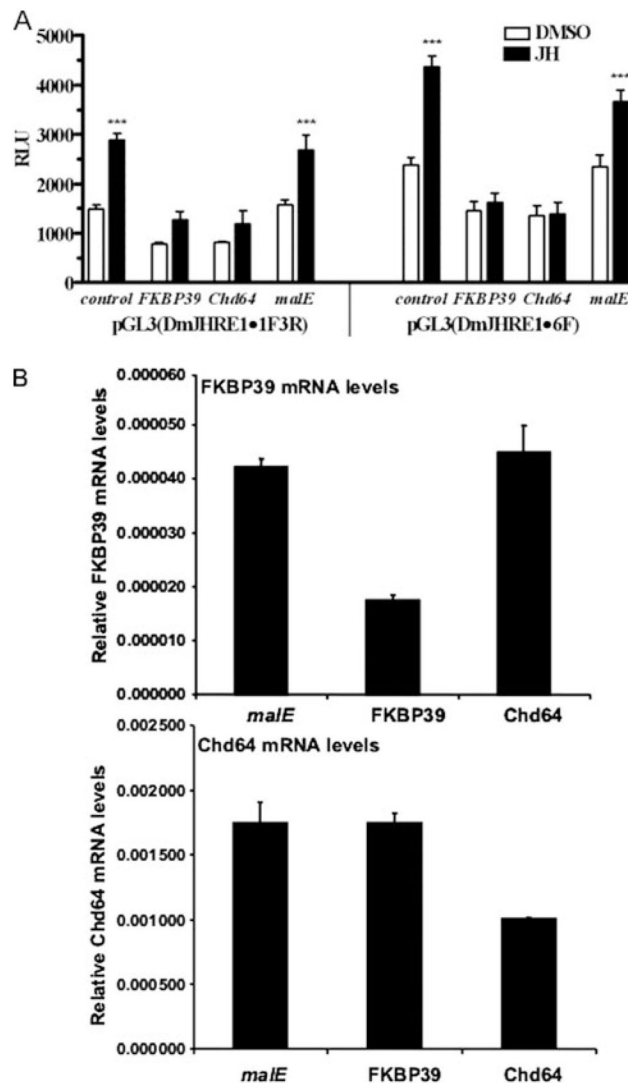 A
DMSO
JH
RLU
5000
4000
3000
2000
1000
0
***
***
***
***
control FKBP39 Chd64 malE control FKBP39 Chd64 malE
pGL3(DmJHRE1•1F3R) pGL3(DmJHRE1•6F)
B
FKBP39 mRNA levels
Relative FKBP39 mRNA levels
0.000060
0.000050
0.000040
0.000030
0.000020
0.000010
0.000000
malE FKBP39 Chd64
Chd64 mRNA levels
Relative Chd64 mRNA levels
0.002500
0.002000
0.001500
0.001000
0.000500
0.000000
malE FKBP39 Chd64